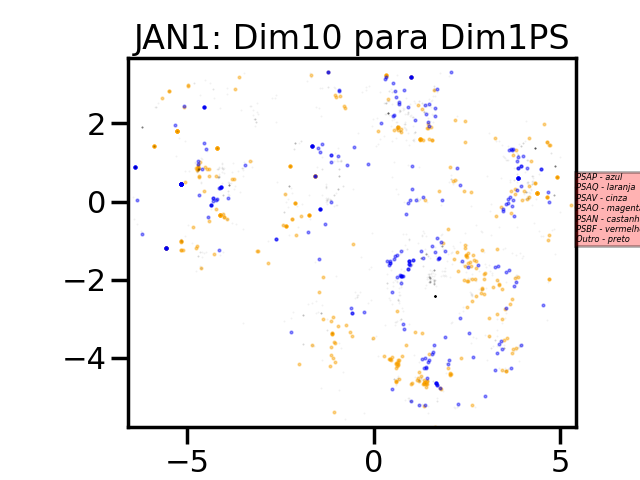 JAN1: Dim10 para Dim1PS
2
0
−2
−4
−5
0
5
PSAP - azul
PSAQ - laranja
PSAV - cinza
PSAO - magenta
PSAN - castanh
PSBF - vermelh
Outro - preto